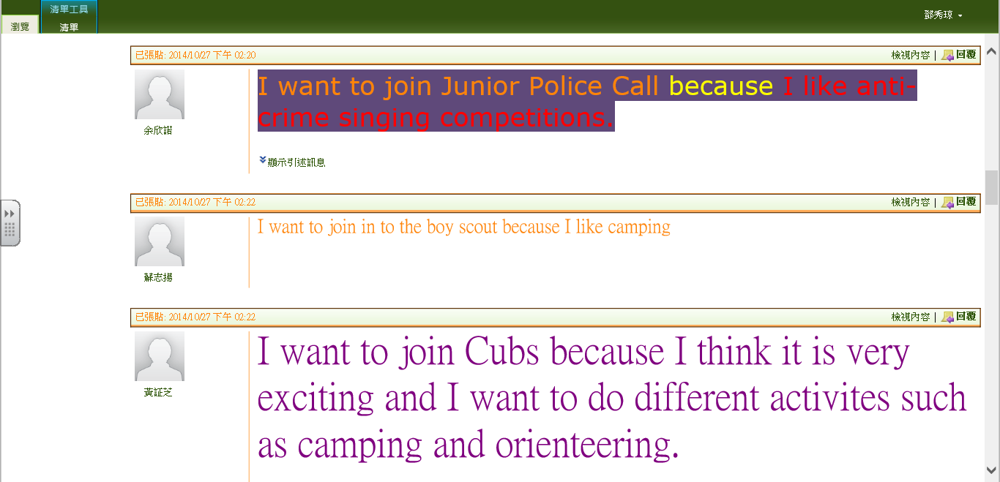 清單工具
鄧秀琼
瀏覽
清單
已張貼: 2014/10/27 下午 02:20 檢視內容 | 回覆
I want to join Junior Police Call because I like anti-
crime singing competitions.
余欣諾
顯示引述訊息
已張貼: 2014/10/27 下午 02:22 檢視內容 | 回覆
I want to join in to the boy scout because I like camping
蘇志揚
已張貼: 2014/10/27 下午 02:22 檢視內容 | 回覆
I want to join Cubs because I think it is very
黃証芝
exciting and I want to do different activites such
as camping and orienteering.